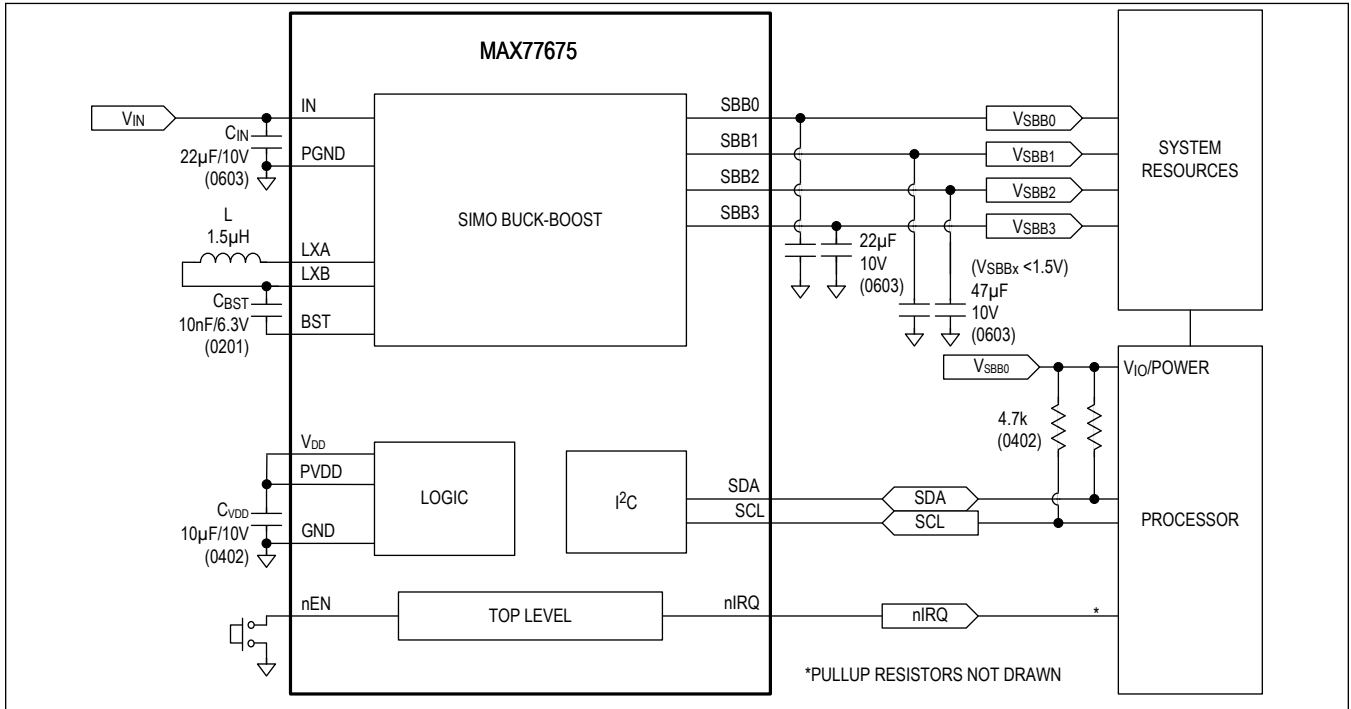 MAX77675
VIN
CIN
22µF/10V
(0603)
IN
PGND
L
1.5µH
LXA
LXB
CBST
10nF/6.3V
(0201)
BST
SIMO BUCK-BOOST
SBB0
SBB1
SBB2
SBB3
VSBB0
VSBB1
VSBB2
VSBB3
SYSTEM
RESOURCES
22µF
10V
(0603)
(VSBBx <1.5V)
47µF
10V
(0603)
VSBB0
VIO/POWER
4.7k
(0402)
VDD
PVDD
CVDD
10µF/10V
(0402)
GND
LOGIC
I²C
SDA
SCL
SDA
SCL
PROCESSOR
nEN
TOP LEVEL
nIRQ
nIRQ
*
*PULLUP RESISTORS NOT DRAWN